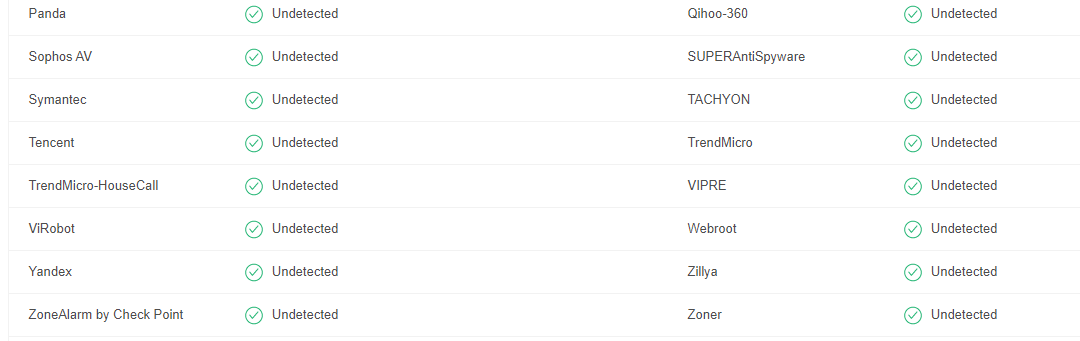 Panda Undetected Qihoo-360 Undetected
Sophos AV Undetected SUPERAntiSpyware Undetected
Symantec Undetected TACHYON Undetected
Tencent Undetected TrendMicro Undetected
TrendMicro-HouseCall Undetected VIPRE Undetected
ViRobot Undetected Webroot Undetected
Yandex Undetected Zillya Undetected
ZoneAlarm by Check Point Undetected Zoner Undetected